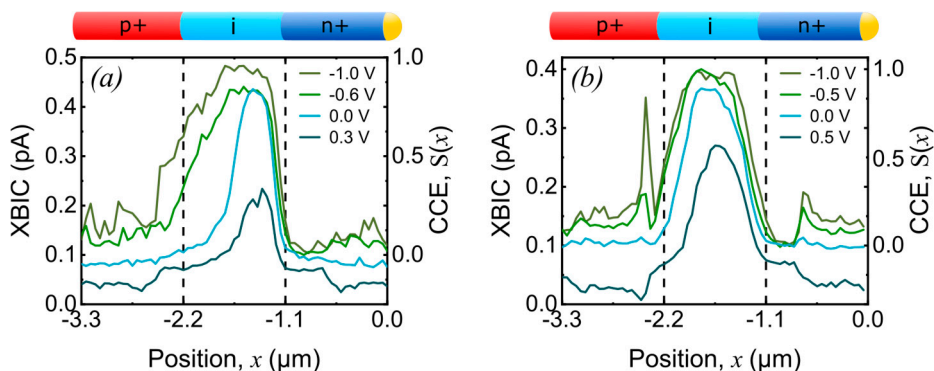 p+ i n+
(a)
-1.0 V
-0.6 V
0.0 V
0.3 V
XBIC (pA)
0.5
0.4
0.3
0.2
0.1
0.0
1.0
0.5
0.0
CCE, S(x)
-3.3 -2.2 -1.1 0.0
Position, x (µm)
p+ i n+
(b)
-1.0 V
-0.5 V
0.0 V
0.5 V
XBIC (pA)
0.4
0.3
0.2
0.1
0.0
1.0
0.5
0.0
CCE, S(x)
-3.3 -2.2 -1.1 0.0
Position, x (µm)